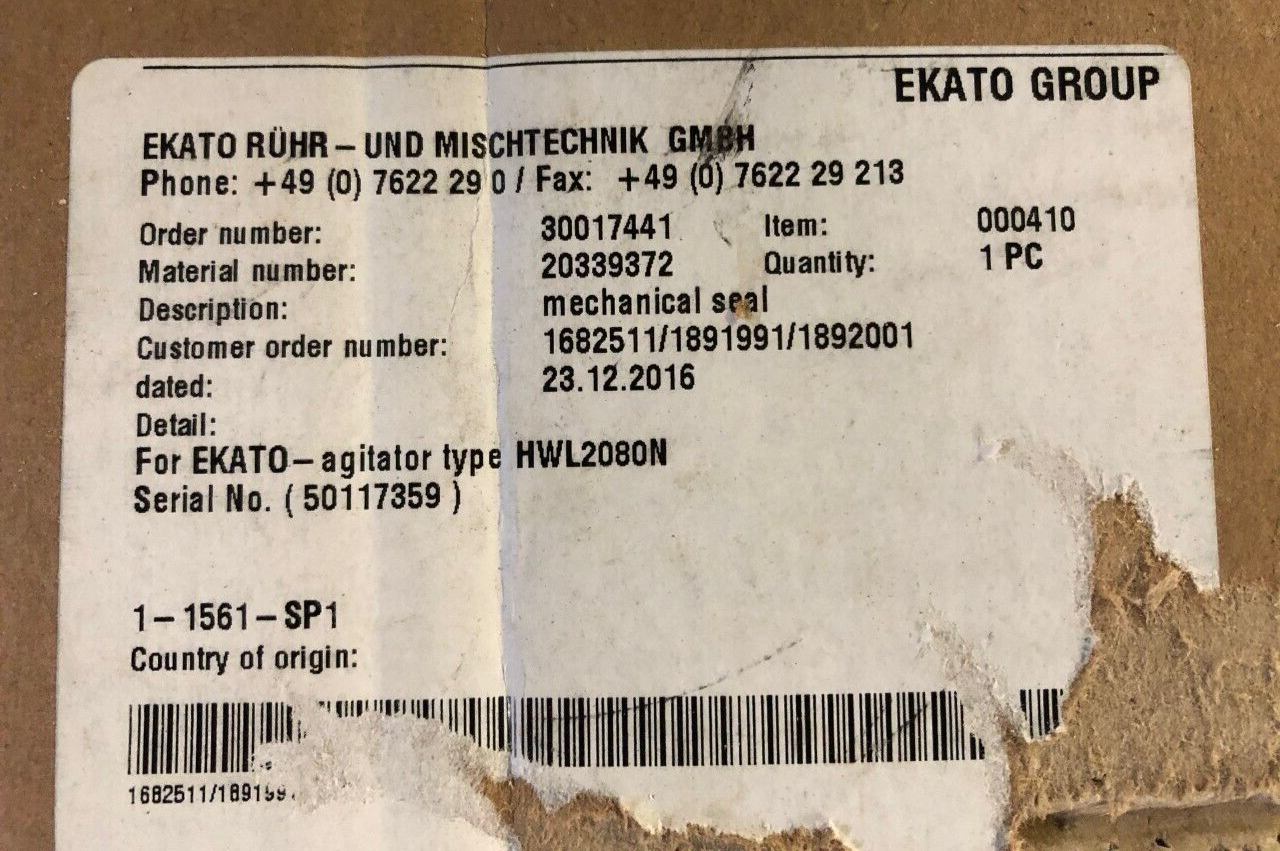 EKATO GROUP
EKATO RÜHR – UND MISCHTECHNIK GMBH
Phone: +49 (0) 7622 29 0 / Fax: +49 (0) 7622 29 213
Order number: 30017441 Item: 000410
Material number: 20339372 Quantity: 1 PC
Description: mechanical seal
Customer order number: 1682511/1891991/1892001
dated: 23.12.2016
Detail:
For EKATO – agitator type HWL2080N
Serial No. ( 50117359 )
1 – 1561 – SP1
Country of origin: